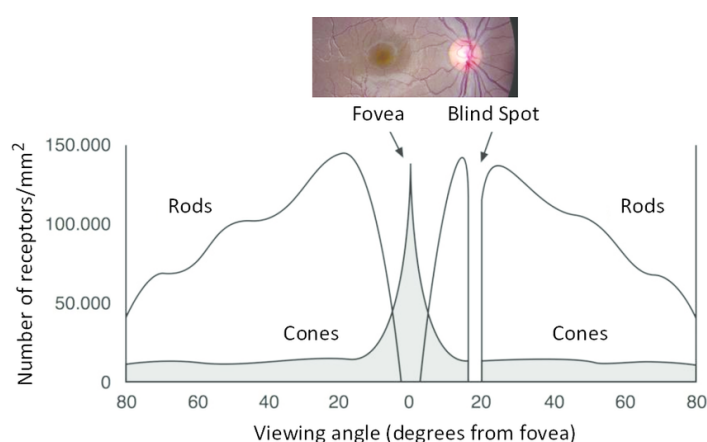 Fovea
Blind Spot
Number of receptors/mm²
150.000
100.000
50.000
0
Rods
Rods
Cones
Cones
80 60 40 20 0 20 40 60 80
Viewing angle (degrees from fovea)